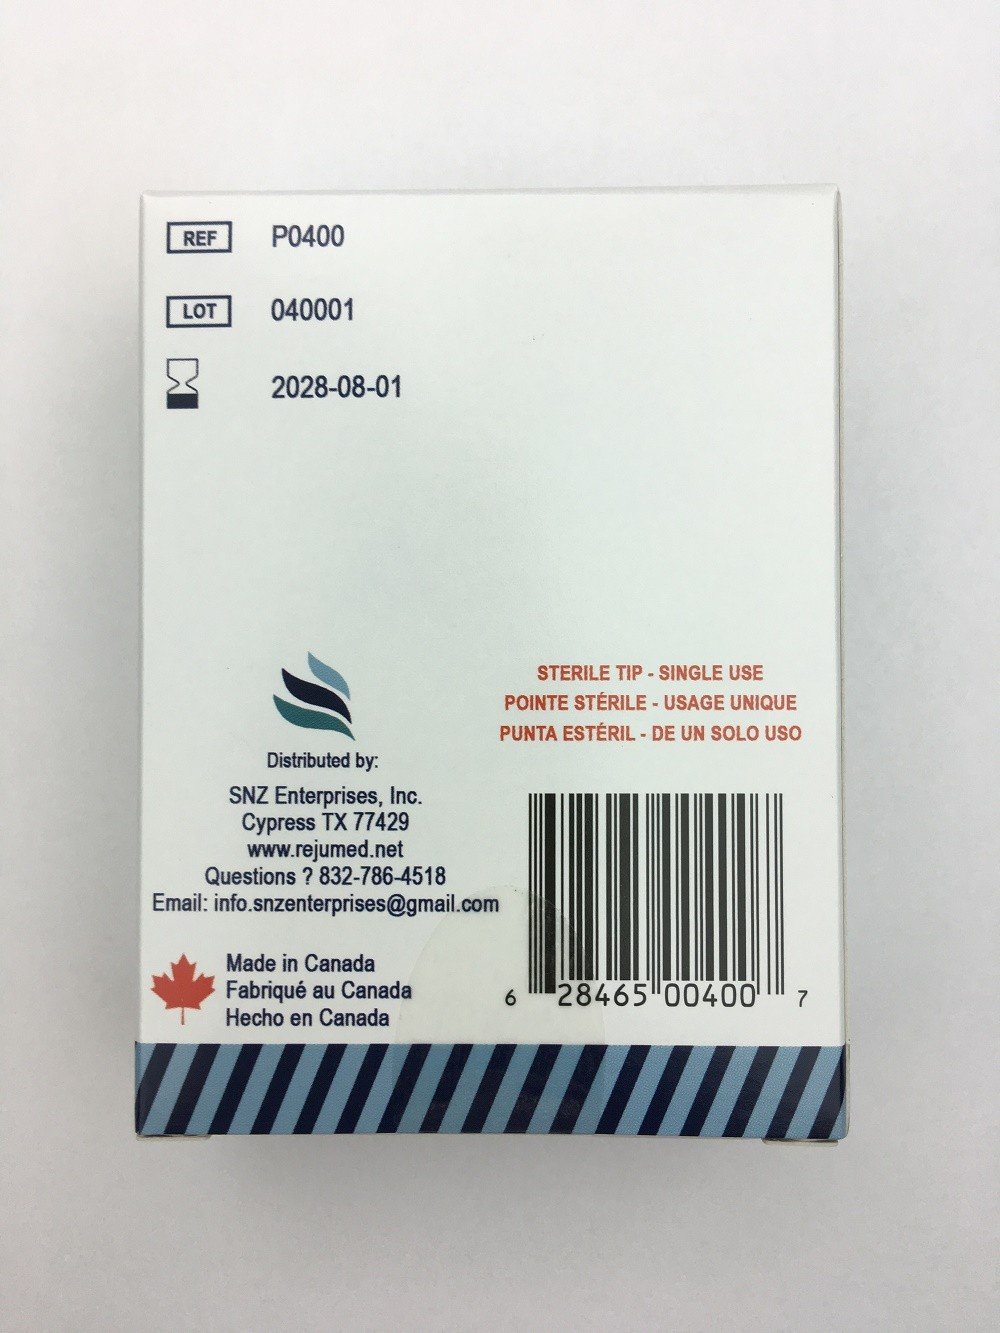 REF P0400
LOT 040001
2028-08-01
STERILE TIP - SINGLE USE
POINTE STÉRILE - USAGE UNIQUE
PUNTA ESTÉRIL - DE UN SOLO USO
Distributed by:
SNZ Enterprises, Inc.
Cypress TX 77429
www.rejumed.net
Questions ? 832-786-4518
Email: info.snzenterprises@gmail.com
Made in Canada
Fabriqué au Canada
Hecho en Canada
6 28465 00400 7